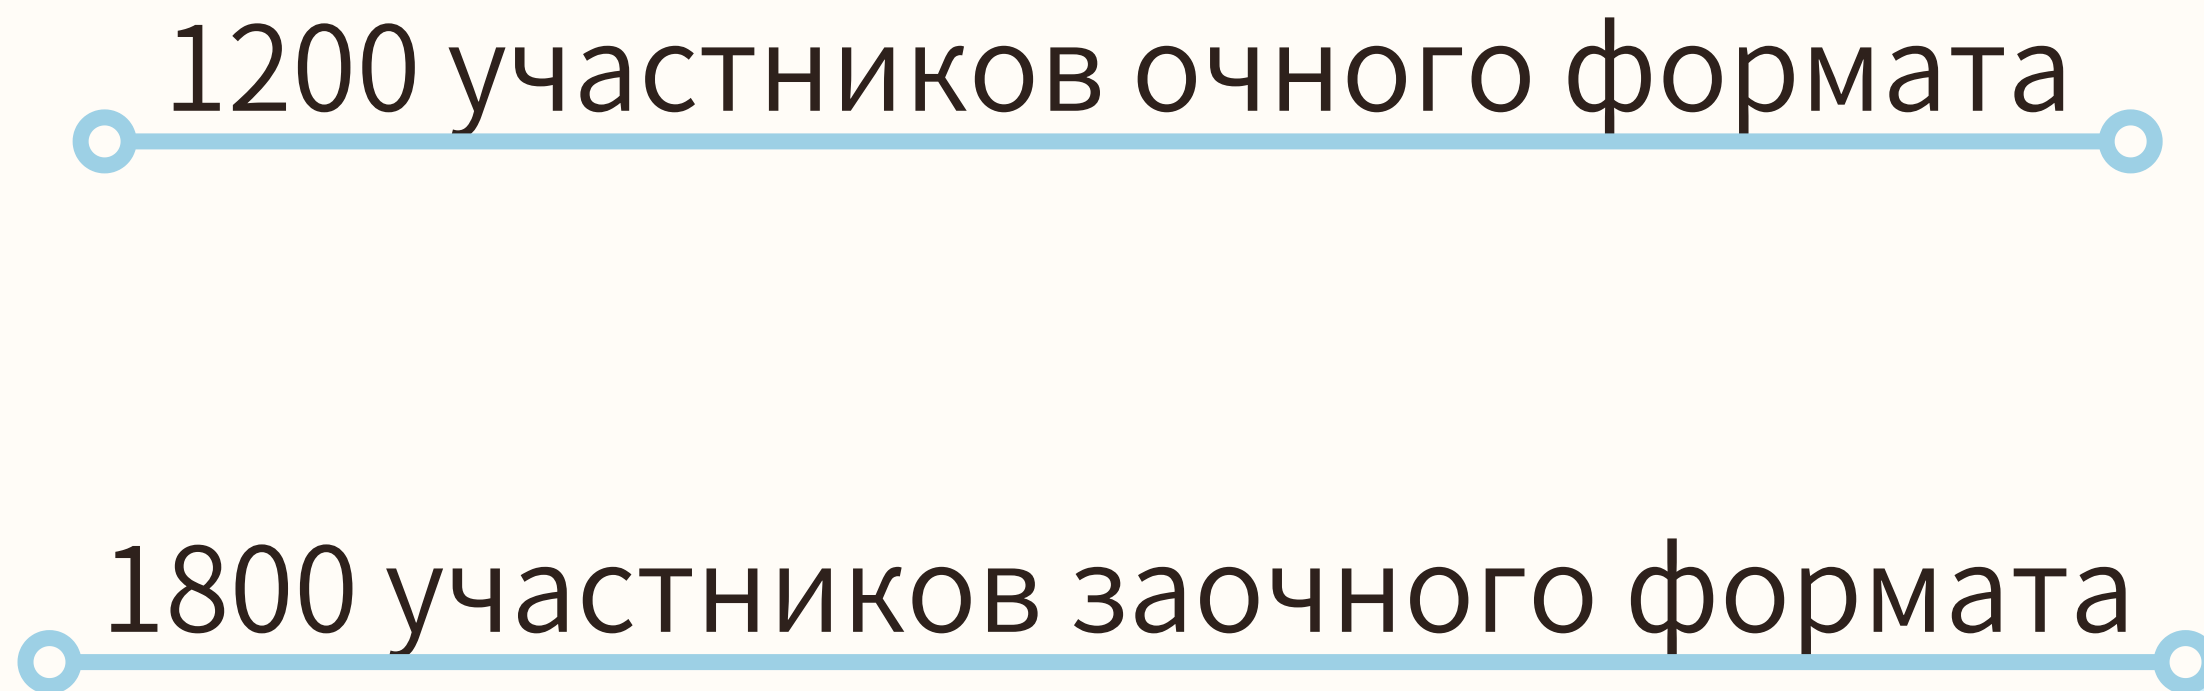 1200 участников очного формата
1800 участников заочного формата